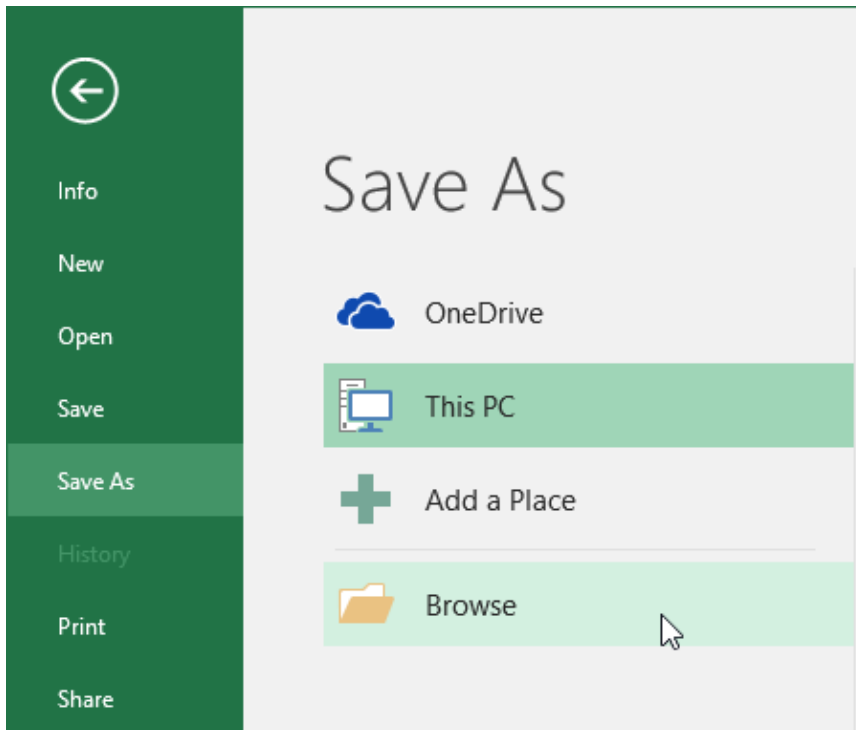 Info
New
Open
Save
Save As
History
Print
Share
Save As
OneDrive
This PC
Add a Place
Browse